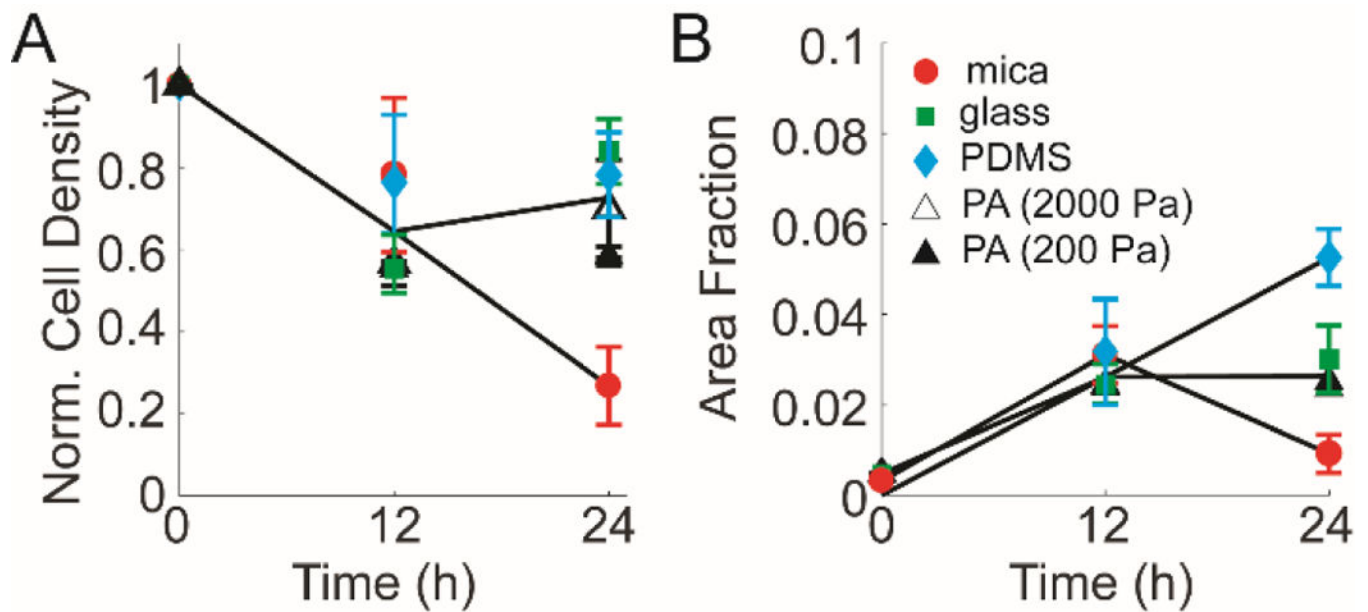 A
Norm. Cell Density
1
0.8
0.6
0.4
0.2
0
0
12
24
Time (h)
B
Area Fraction
0.1
0.08
0.06
0.04
0.02
0
0
12
24
Time (h)
mica
glass
PDMS
PA (2000 Pa)
PA (200 Pa)